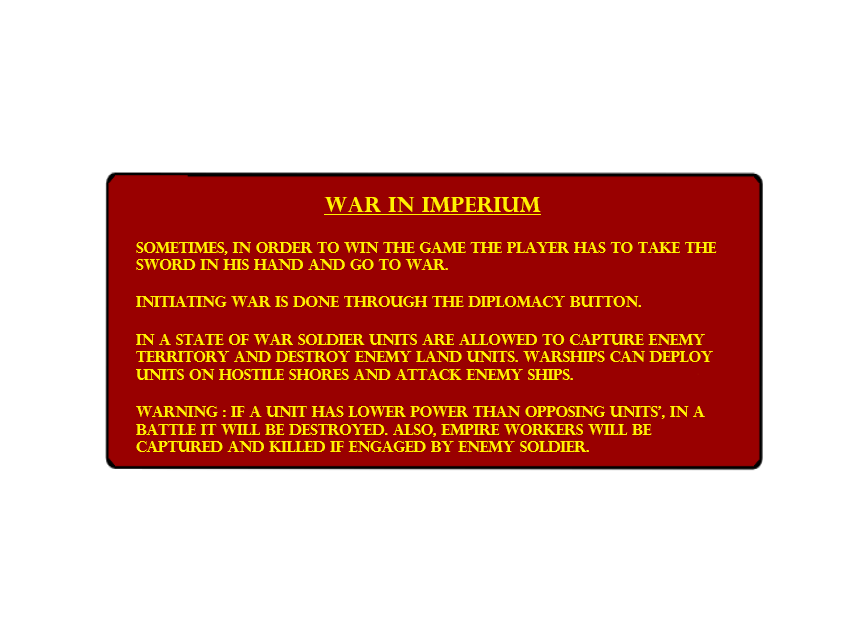 WAR IN IMPERIUM
SOMETIMES, IN ORDER TO WIN THE GAME THE PLAYER HAS TO TAKE THE
SWORD IN HIS HAND AND GO TO WAR.
INITIATING WAR IS DONE THROUGH THE DIPLOMACY BUTTON.
IN A STATE OF WAR SOLDIER UNITS ARE ALLOWED TO CAPTURE ENEMY
TERRITORY AND DESTROY ENEMY LAND UNITS. WARSHIPS CAN DEPLOY
UNITS ON HOSTILE SHORES AND ATTACK ENEMY SHIPS.
WARNING : IF A UNIT HAS LOWER POWER THAN OPPOSING UNITS', IN A
BATTLE IT WILL BE DESTROYED. ALSO, EMPIRE WORKERS WILL BE
CAPTURED AND KILLED IF ENGAGED BY ENEMY SOLDIER.